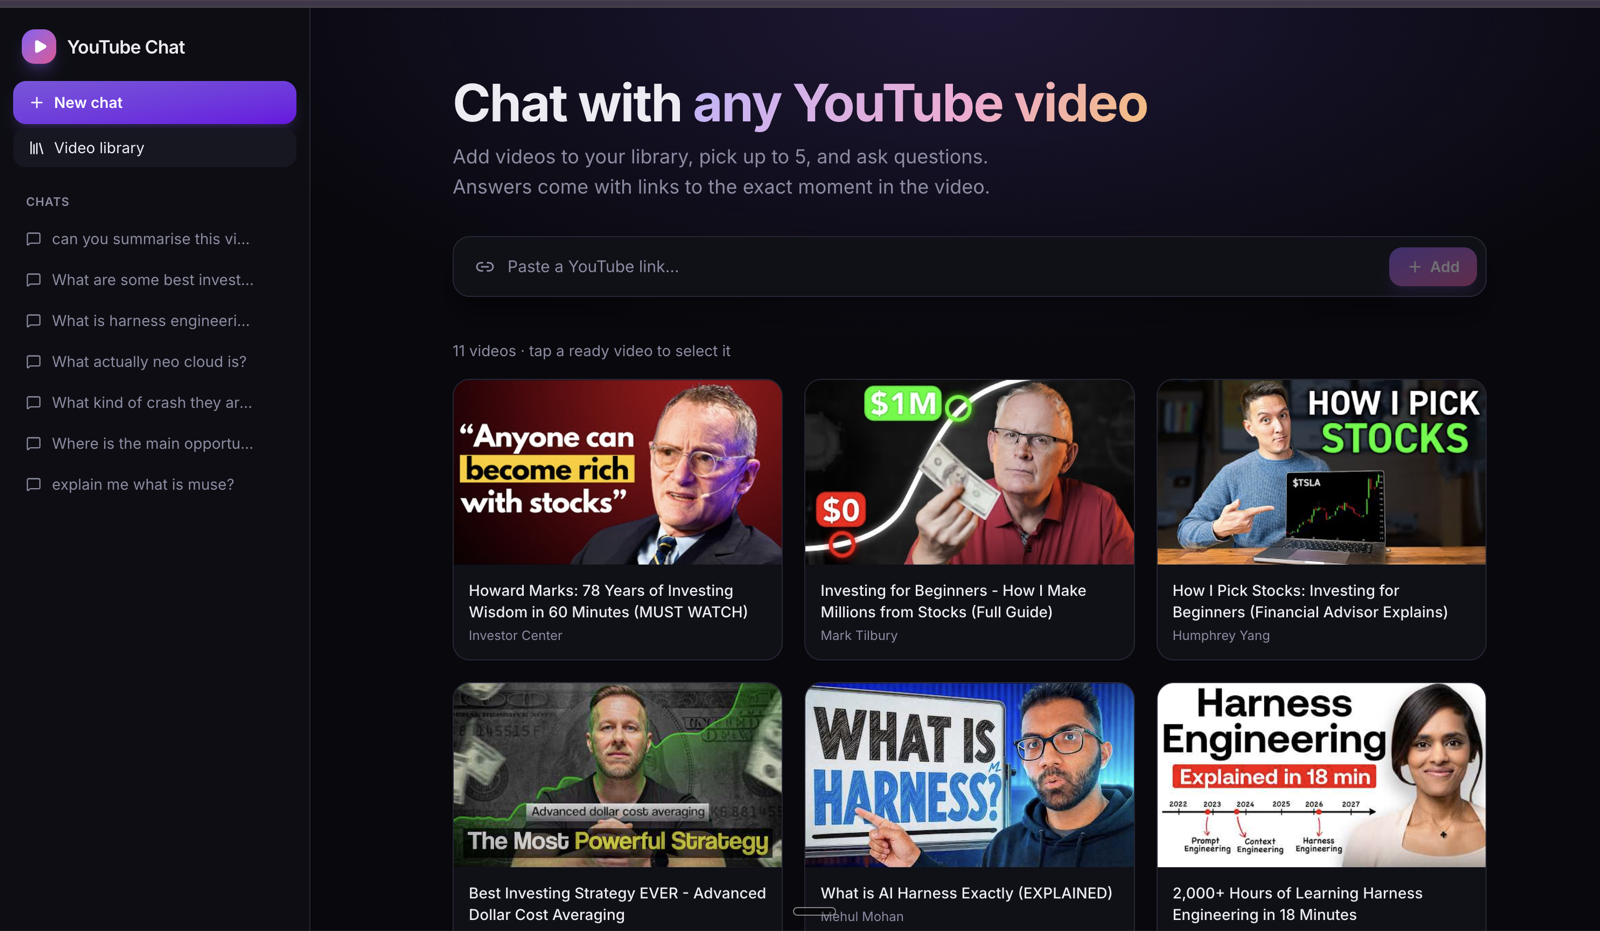 YouTube Chat
New chat
Video library
CHATS
can you summarise this vi...
What are some best invest...
What is harness engineeri...
What actually neo cloud is?
What kind of crash they ar...
Where is the main opportu...
explain me what is muse?
Chat with any YouTube video
Add videos to your library, pick up to 5, and ask questions.
Answers come with links to the exact moment in the video.
Paste a YouTube link...
+ Add
11 videos · tap a ready video to select it
“Anyone can
become rich
with stocks”
Howard Marks: 78 Years of Investing
Wisdom in 60 Minutes (MUST WATCH)
Investor Center
$1M
$0
Investing for Beginners - How I Make
Millions from Stocks (Full Guide)
Mark Tilbury
HOW I PICK
STOCKS
$TSLA
How I Pick Stocks: Investing for
Beginners (Financial Advisor Explains)
Humphrey Yang
Advanced dollar cost averaging
The Most Powerful Strategy
Best Investing Strategy EVER - Advanced
Dollar Cost Averaging
WHAT IS
HARNESS?
What is AI Harness Exactly (EXPLAINED)
Mehul Mohan
Harness
Engineering
Explained in 18 min
2022 2023 2024 2025 2026 2027
Prompt Engineering
Context Engineering
Harness Engineering
2,000+ Hours of Learning Harness
Engineering in 18 Minutes